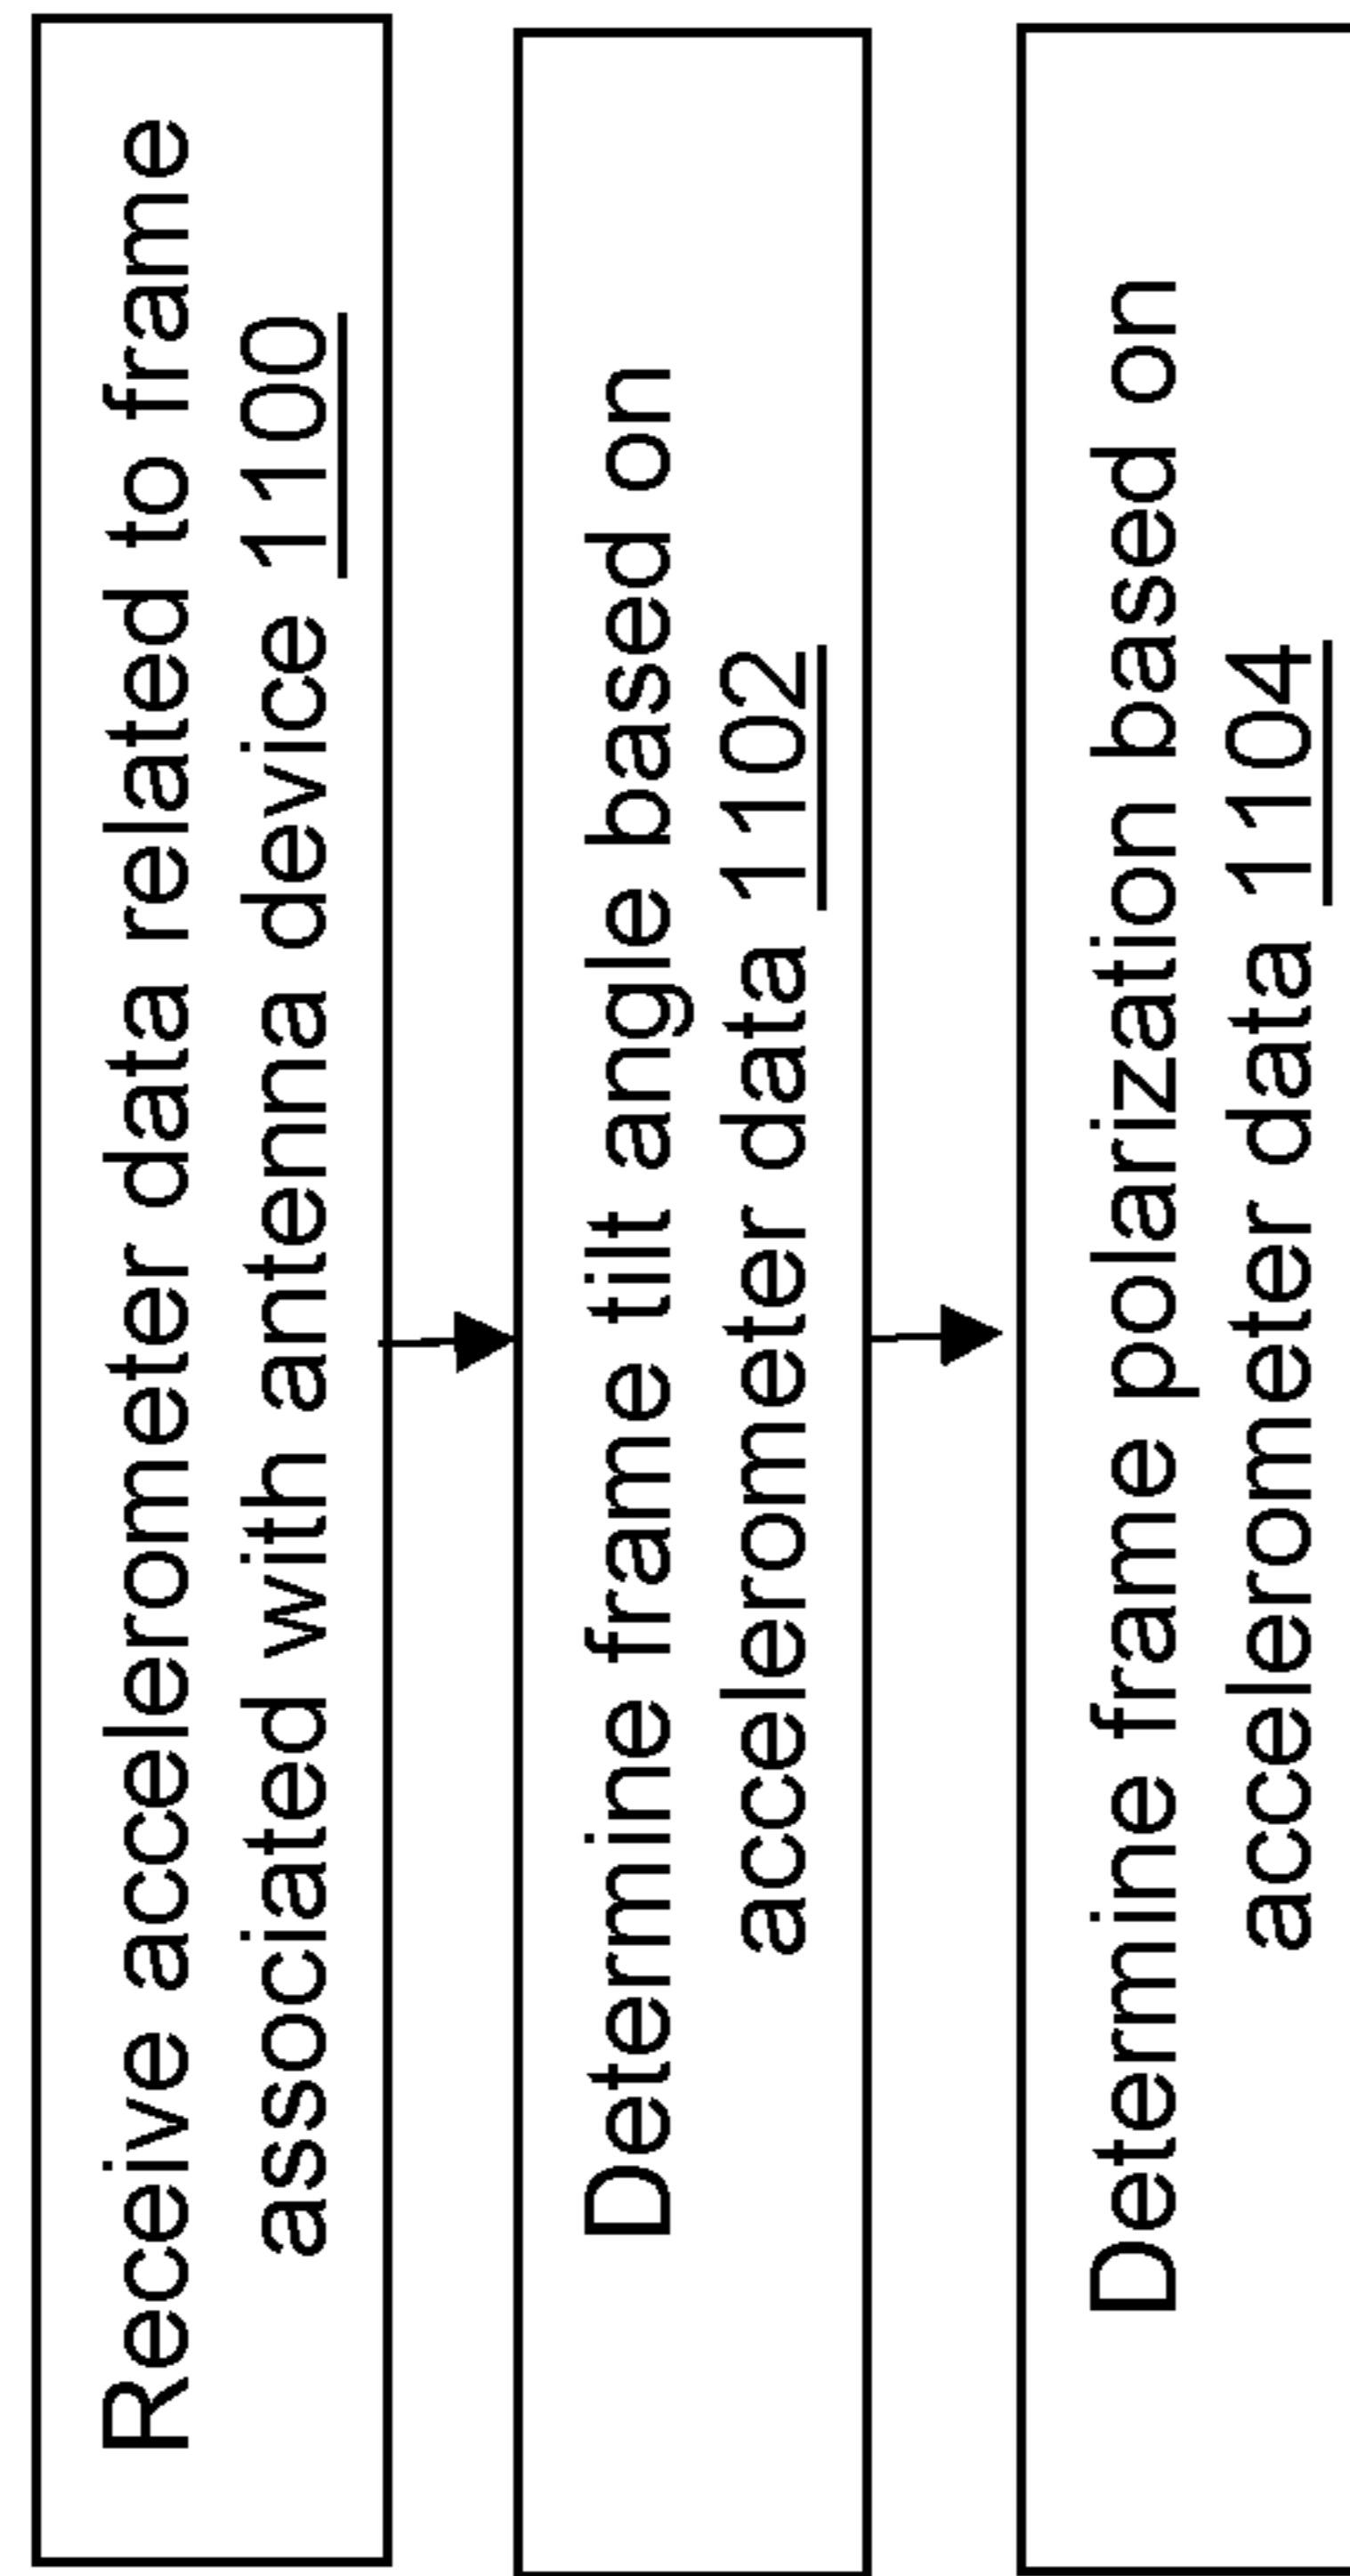 Receive accelerometer data related to frame
associated with antenna device 1100
Determine frame tilt angle based on
accelerometer data 1102
Determine frame polarization based on
accelerometer data 1104